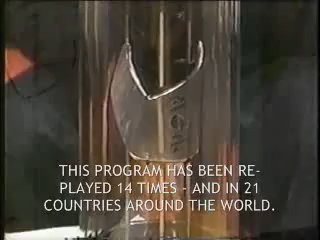 THIS PROGRAM HAS BEEN RE-
PLAYED 14 TIMES - AND IN 21
COUNTRIES AROUND THE WORLD.